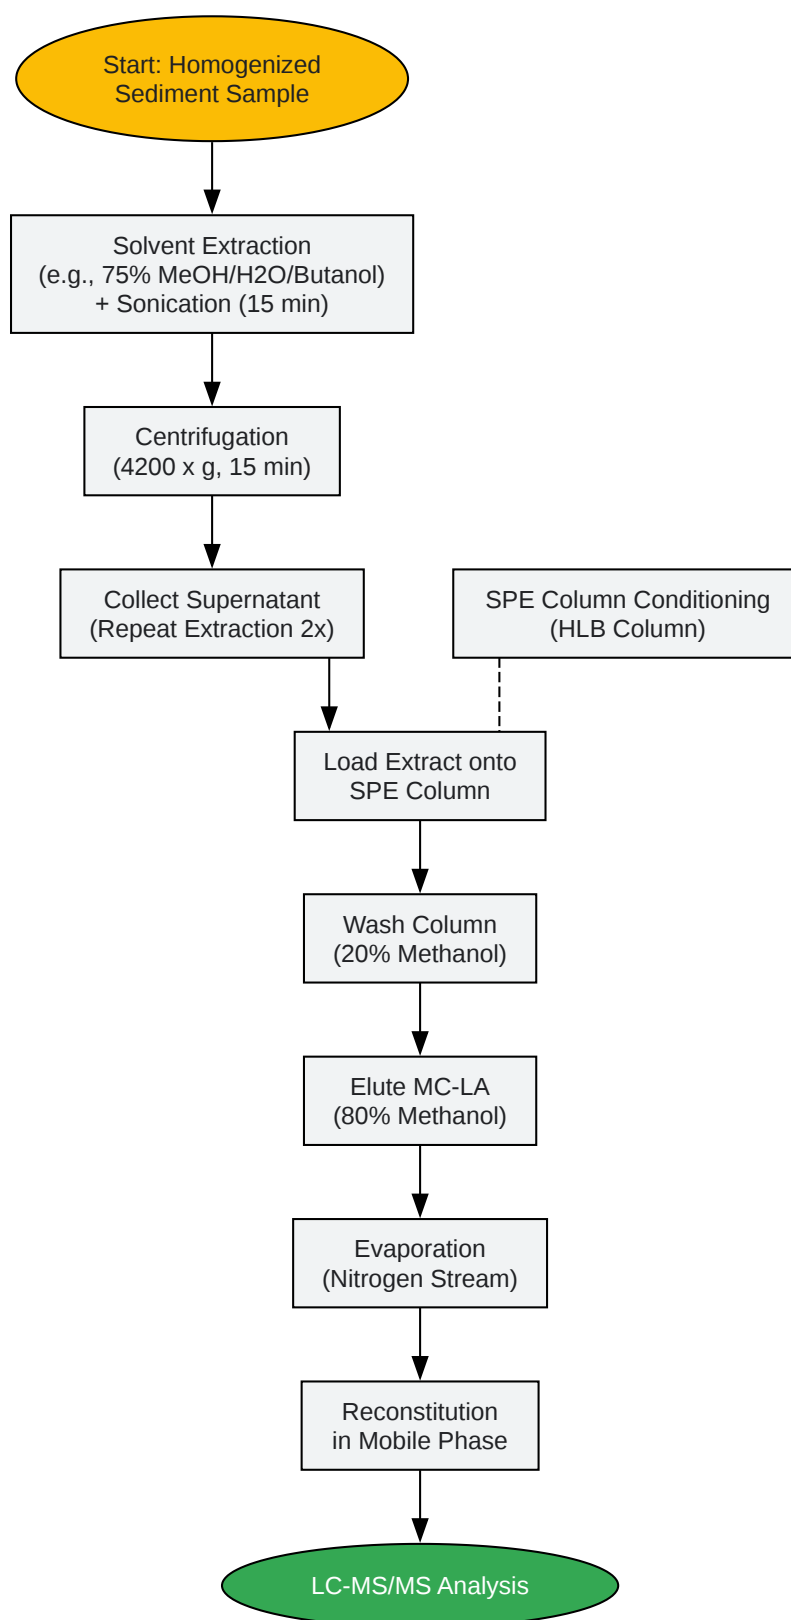 Start: Homogenized
Sediment Sample
Solvent Extraction
(e.g., 75% MeOH/H2O/Butanol)
+ Sonication (15 min)
Centrifugation
(4200 x g, 15 min)
Collect Supernatant
(Repeat Extraction 2x)
SPE Column Conditioning
(HLB Column)
Load Extract onto
SPE Column
Wash Column
(20% Methanol)
Elute MC-LA
(80% Methanol)
Evaporation
(Nitrogen Stream)
Reconstitution
in Mobile Phase
LC-MS/MS Analysis